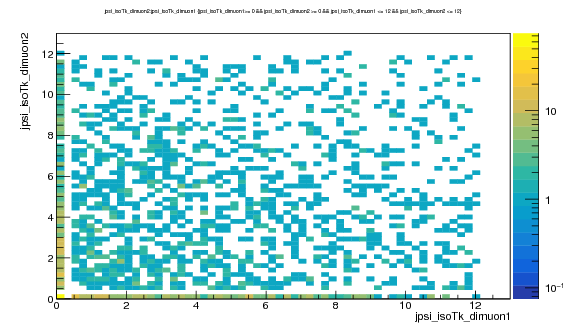 jpsi_isoTk_dimuon2:jpsi_isoTk_dimuon1 {jpsi_isoTk_dimuon1 >= 0 && jpsi_isoTk_dimuon2 >= 0 && jpsi_isoTk_dimuon1 <= 12 && jpsi_isoTk_dimuon2 <= 12}
jpsi_isoTk_dimuon2
12
10
8
6
4
2
0
0 2 4 6 8 10 12
jpsi_isoTk_dimuon1
10
1
10⁻¹